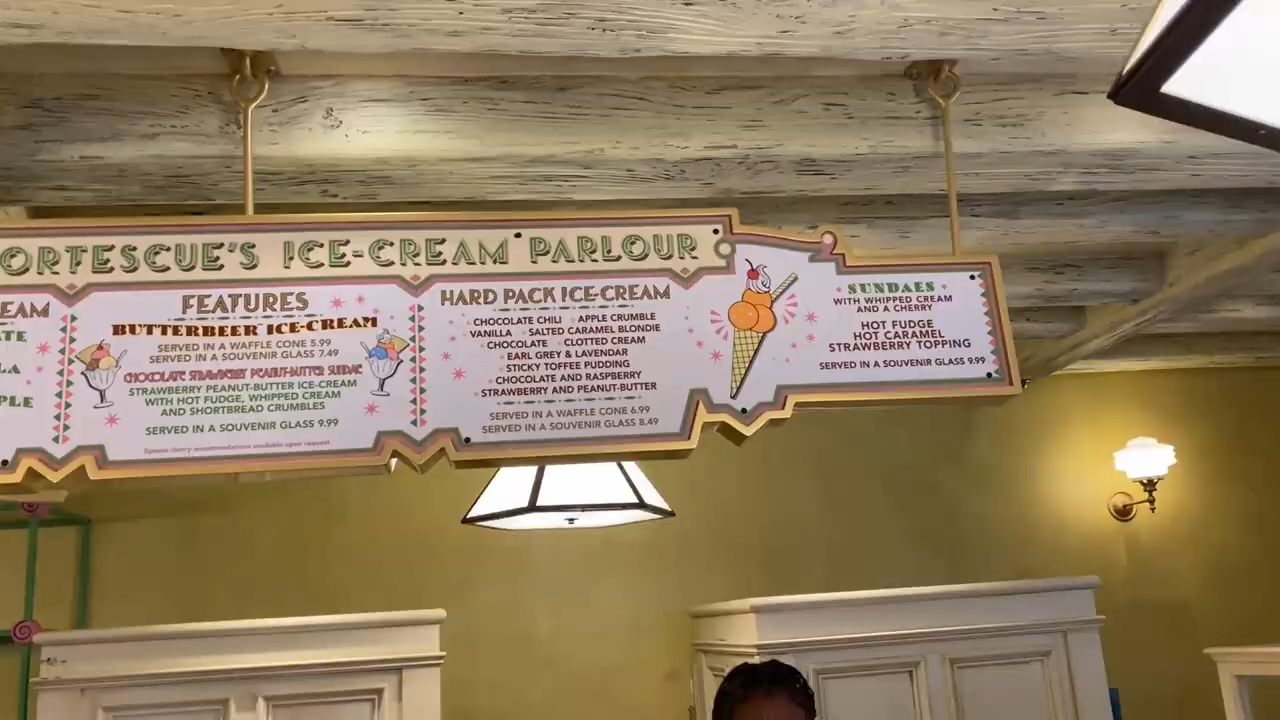 ORTESCUE'S ICE-CREAM PARLOUR
EAM
ATE
LA
PLE
FEATURES
BUTTERBEER ICE-CREAM
SERVED IN A WAFFLE CONE 5.99
SERVED IN A SOUVENIR GLASS 7.49
CHOCOLATE STRAWBERRY PEANUT-BUTTER SUNDAE
STRAWBERRY PEANUT-BUTTER ICE-CREAM
WITH HOT FUDGE, WHIPPED CREAM
AND SHORTBREAD CRUMBLES
SERVED IN A SOUVENIR GLASS 9.99
HARD PACK ICE-CREAM
CHOCOLATE CHILI APPLE CRUMBLE
VANILLA SALTED CARAMEL BLONDIE
CHOCOLATE CLOTTED CREAM
EARL GREY & LAVENDAR
STICKY TOFFEE PUDDING
CHOCOLATE AND RASPBERRY
STRAWBERRY AND PEANUT-BUTTER
SERVED IN A WAFFLE CONE 6.99
SERVED IN A SOUVENIR GLASS 8.49
SUNDAES
WITH WHIPPED CREAM
AND A CHERRY
HOT FUDGE
HOT CARAMEL
STRAWBERRY TOPPING
SERVED IN A SOUVENIR GLASS 9.99